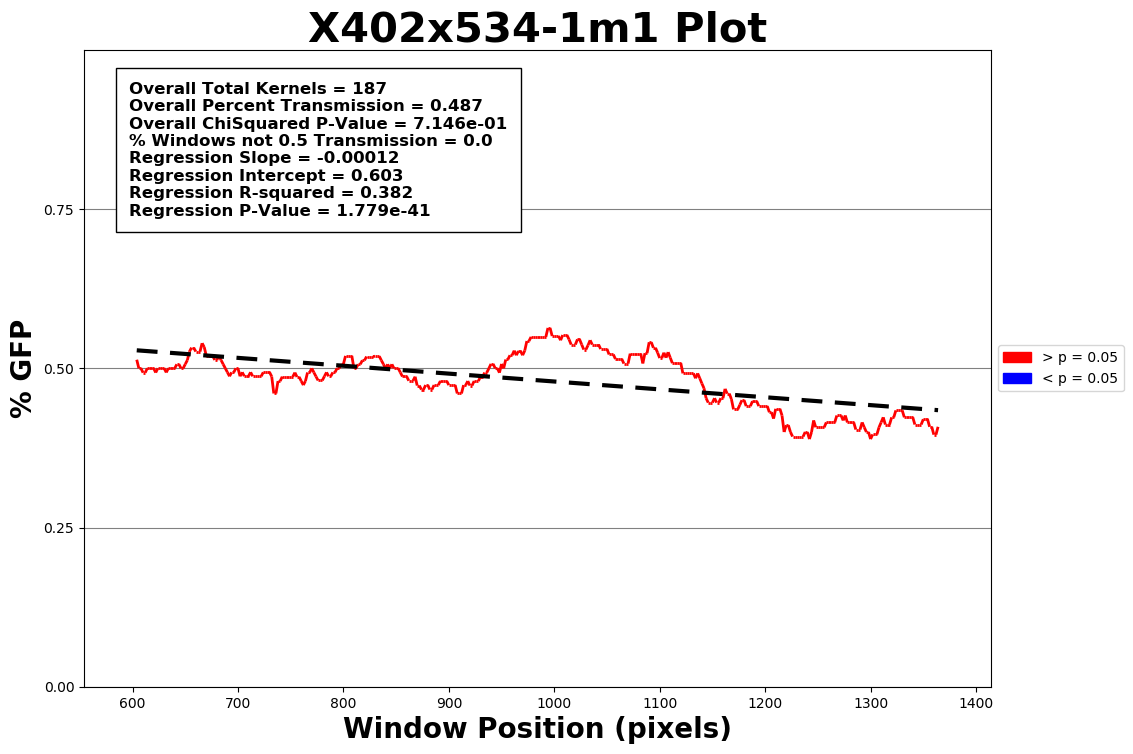 X402x534-1m1 Plot
Overall Total Kernels = 187
Overall Percent Transmission = 0.487
Overall ChiSquared P-Value = 7.146e-01
% Windows not 0.5 Transmission = 0.0
Regression Slope = -0.00012
Regression Intercept = 0.603
Regression R-squared = 0.382
Regression P-Value = 1.779e-41
% GFP
0.75
0.50
0.25
0.00
> p = 0.05
< p = 0.05
600 700 800 900 1000 1100 1200 1300 1400
Window Position (pixels)